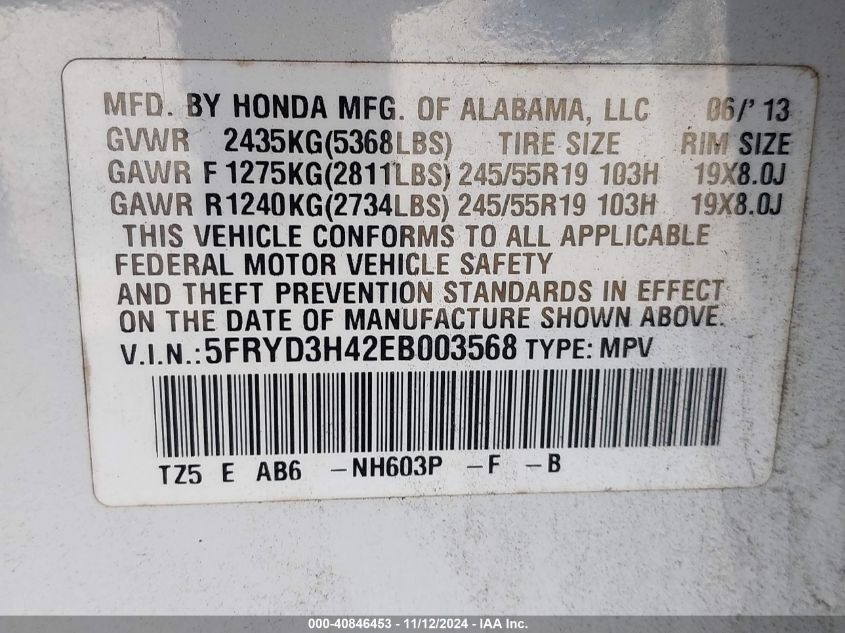 MFD. BY HONDA MFG. OF ALABAMA, LLC 06/'13
GVWR 2435KG(5368LBS) TIRE SIZE RIM SIZE
GAWR F 1275KG(2811LBS) 245/55R19 103H 19X8.0J
GAWR R 1240KG(2734LBS) 245/55R19 103H 19X8.0J
THIS VEHICLE CONFORMS TO ALL APPLICABLE
FEDERAL MOTOR VEHICLE SAFETY
AND THEFT PREVENTION STANDARDS IN EFFECT
ON THE DATE OF MANUFACTURE SHOWN ABOVE.
V.I.N.: 5FRYD3H42EB003568 TYPE: MPV
TZ5 E AB6 -NH603P -F -B
000-40846453 - 11/12/2024 - IAA Inc.